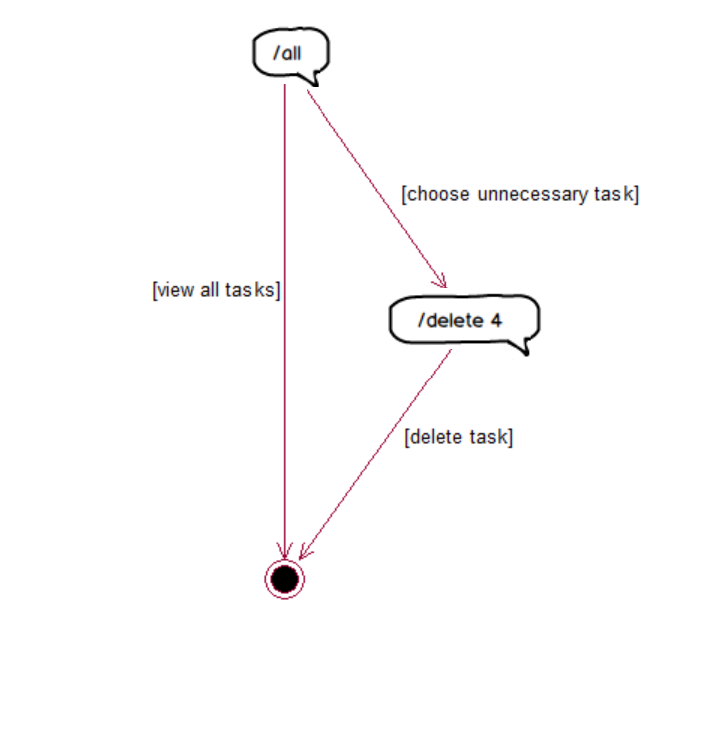 /all
[choose unnecessary task]
[view all tasks]
/delete 4
[delete task]